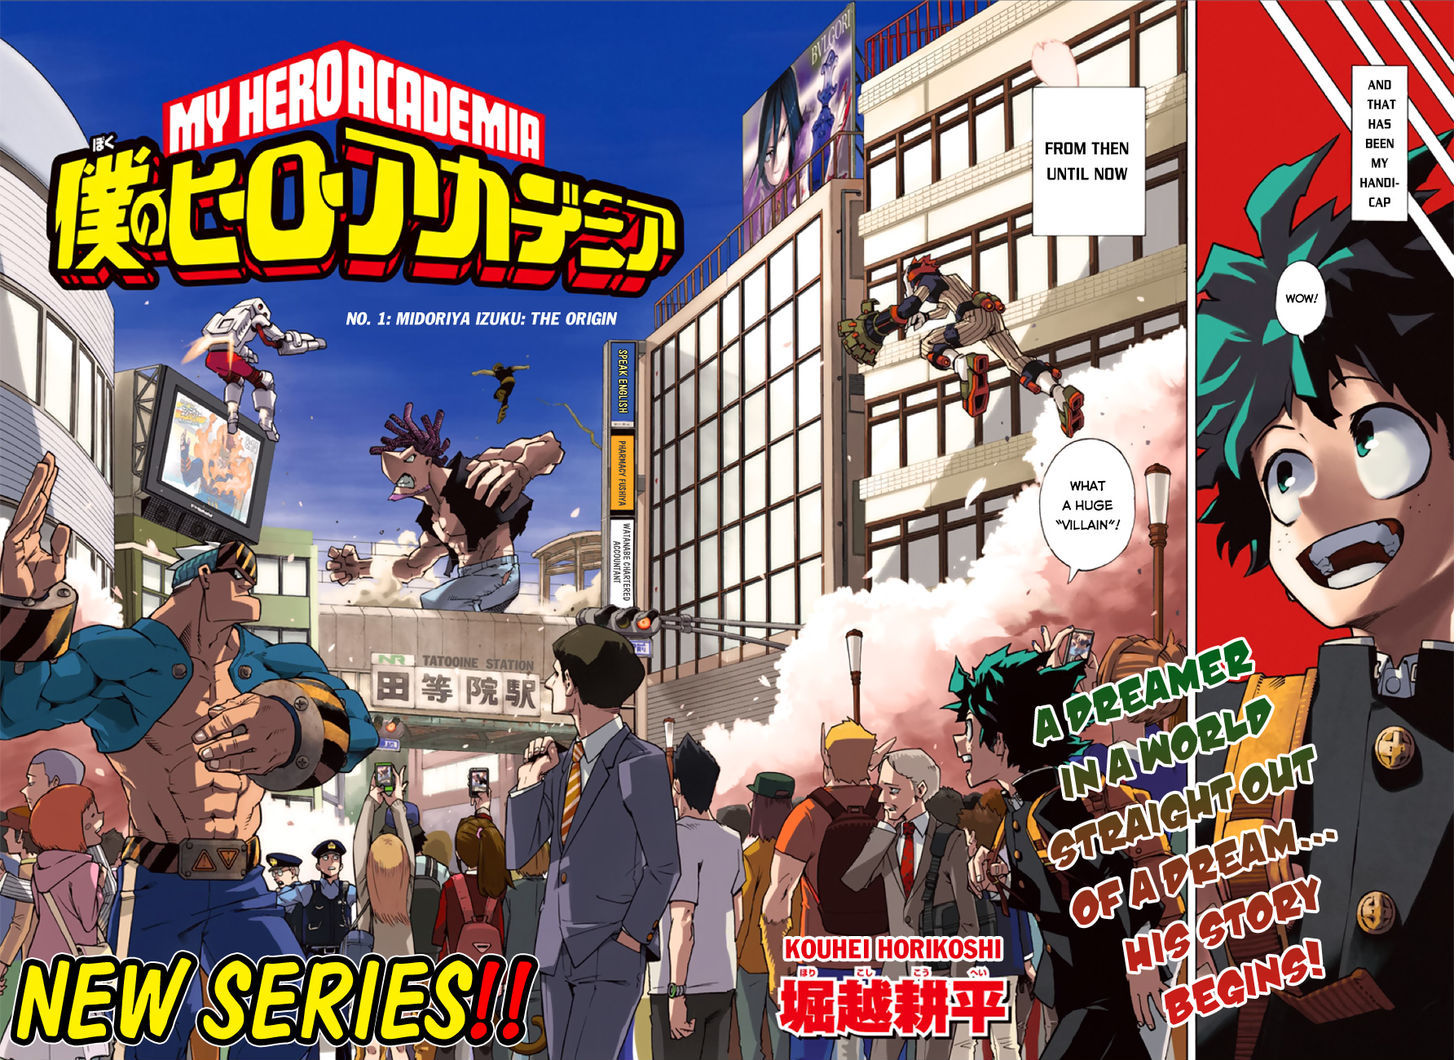 MY HERO ACADEMIA
ぼく
僕のヒーローアカデミア
NO. 1: MIDORIYA IZUKU: THE ORIGIN
BVLGORI
FROM THEN
UNTIL NOW
AND
THAT
HAS
BEEN
MY
HANDI-
CAP
WOW!
SPEAK ENGLISH
PHARMACY FUSHIYA
WATANABE CHARTERED
ACCOUNTANT
WHAT
A HUGE
"VILLAIN"!
TATOOINE STATION
田等院駅
A DREAMER
IN A WORLD
STRAIGHT OUT
OF A DREAM...
HIS STORY
BEGINS!
NEW SERIES!!
KOUHEI HORIKOSHI
ほり こし こう へい
堀越耕平